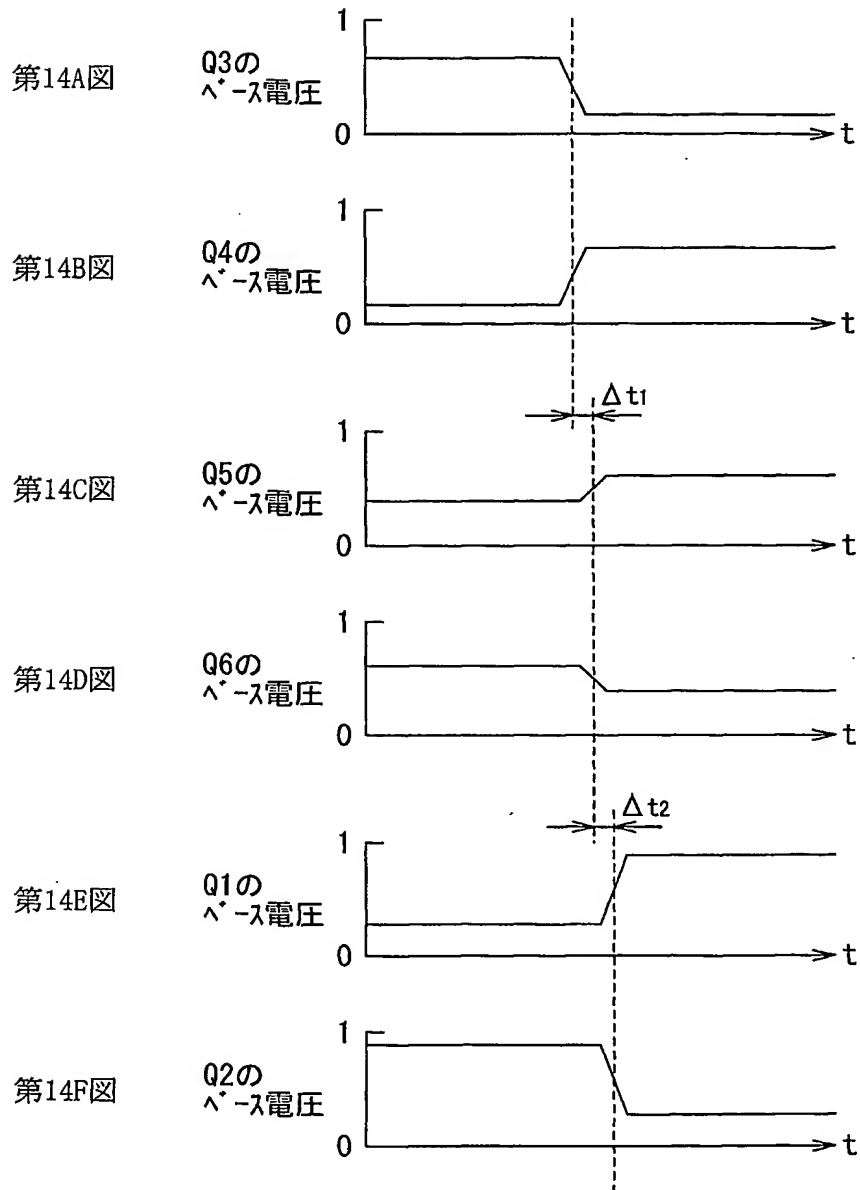 第14A図
Q3の
ベース電圧
1
0
t
第14B図
Q4の
ベース電圧
1
0
t
Δt1
第14C図
Q5の
ベース電圧
1
0
t
第14D図
Q6の
ベース電圧
1
0
t
Δt2
第14E図
Q1の
ベース電圧
1
0
t
第14F図
Q2の
ベース電圧
1
0
t